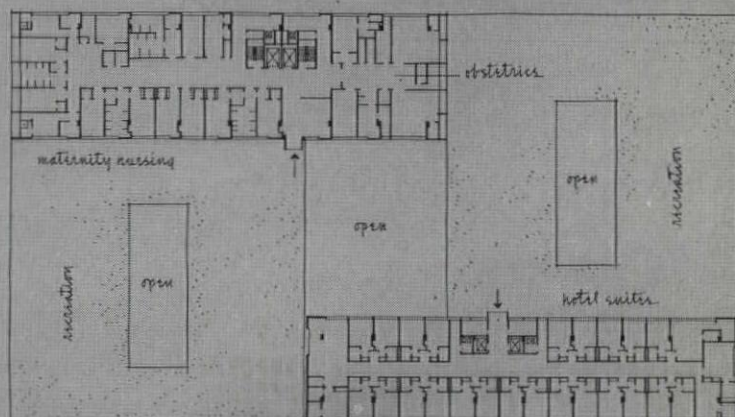 obstetrics
maternity nursing
open
recreation
open
recreation
open
hotel suites